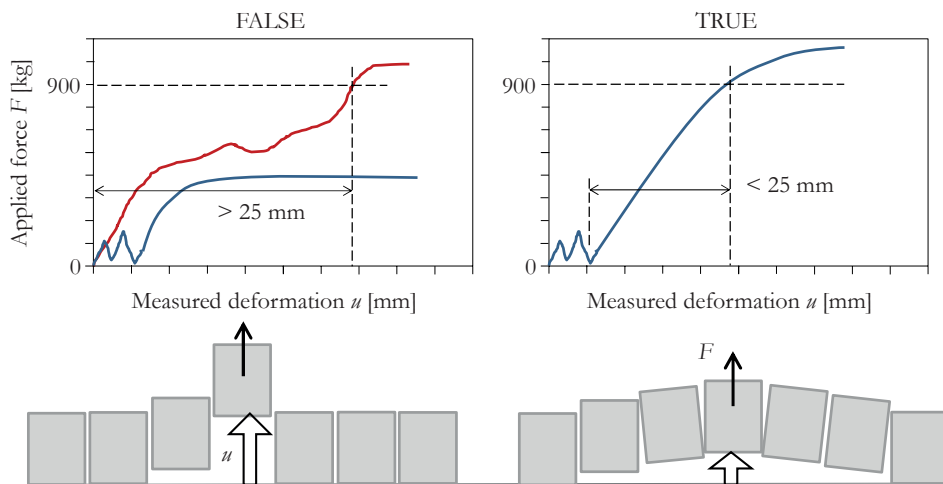 FALSE
TRUE
Applied force F [kg]
900
0
> 25 mm
900
0
< 25 mm
Measured deformation u [mm]
Measured deformation u [mm]
u
F